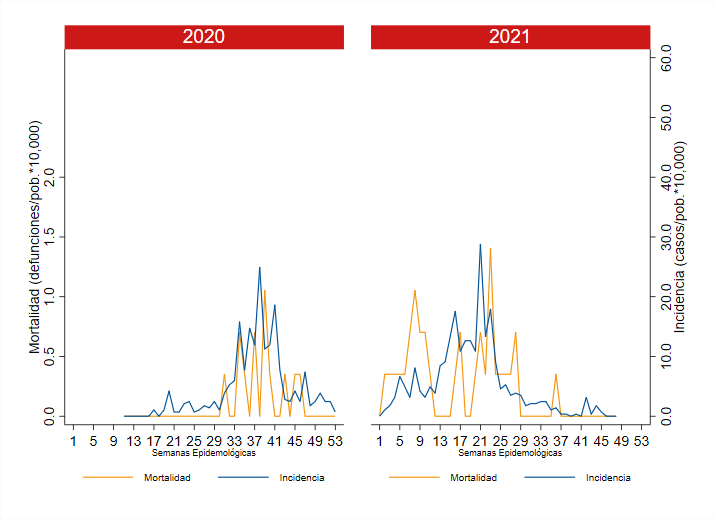 2020 2021
Mortalidad (defunciones/pob.*10,000)
0.0 0.5 1.0 1.5 2.0
Incidencia (casos/pob.*10,000)
0.0 10.0 20.0 30.0 40.0 50.0 60.0
1 5 9 13 17 21 25 29 33 37 41 45 49 53 1 5 9 13 17 21 25 29 33 37 41 45 49 53
Semanas Epidemológicas Semanas Epidemológicas
Mortalidad Incidencia Mortalidad Incidencia